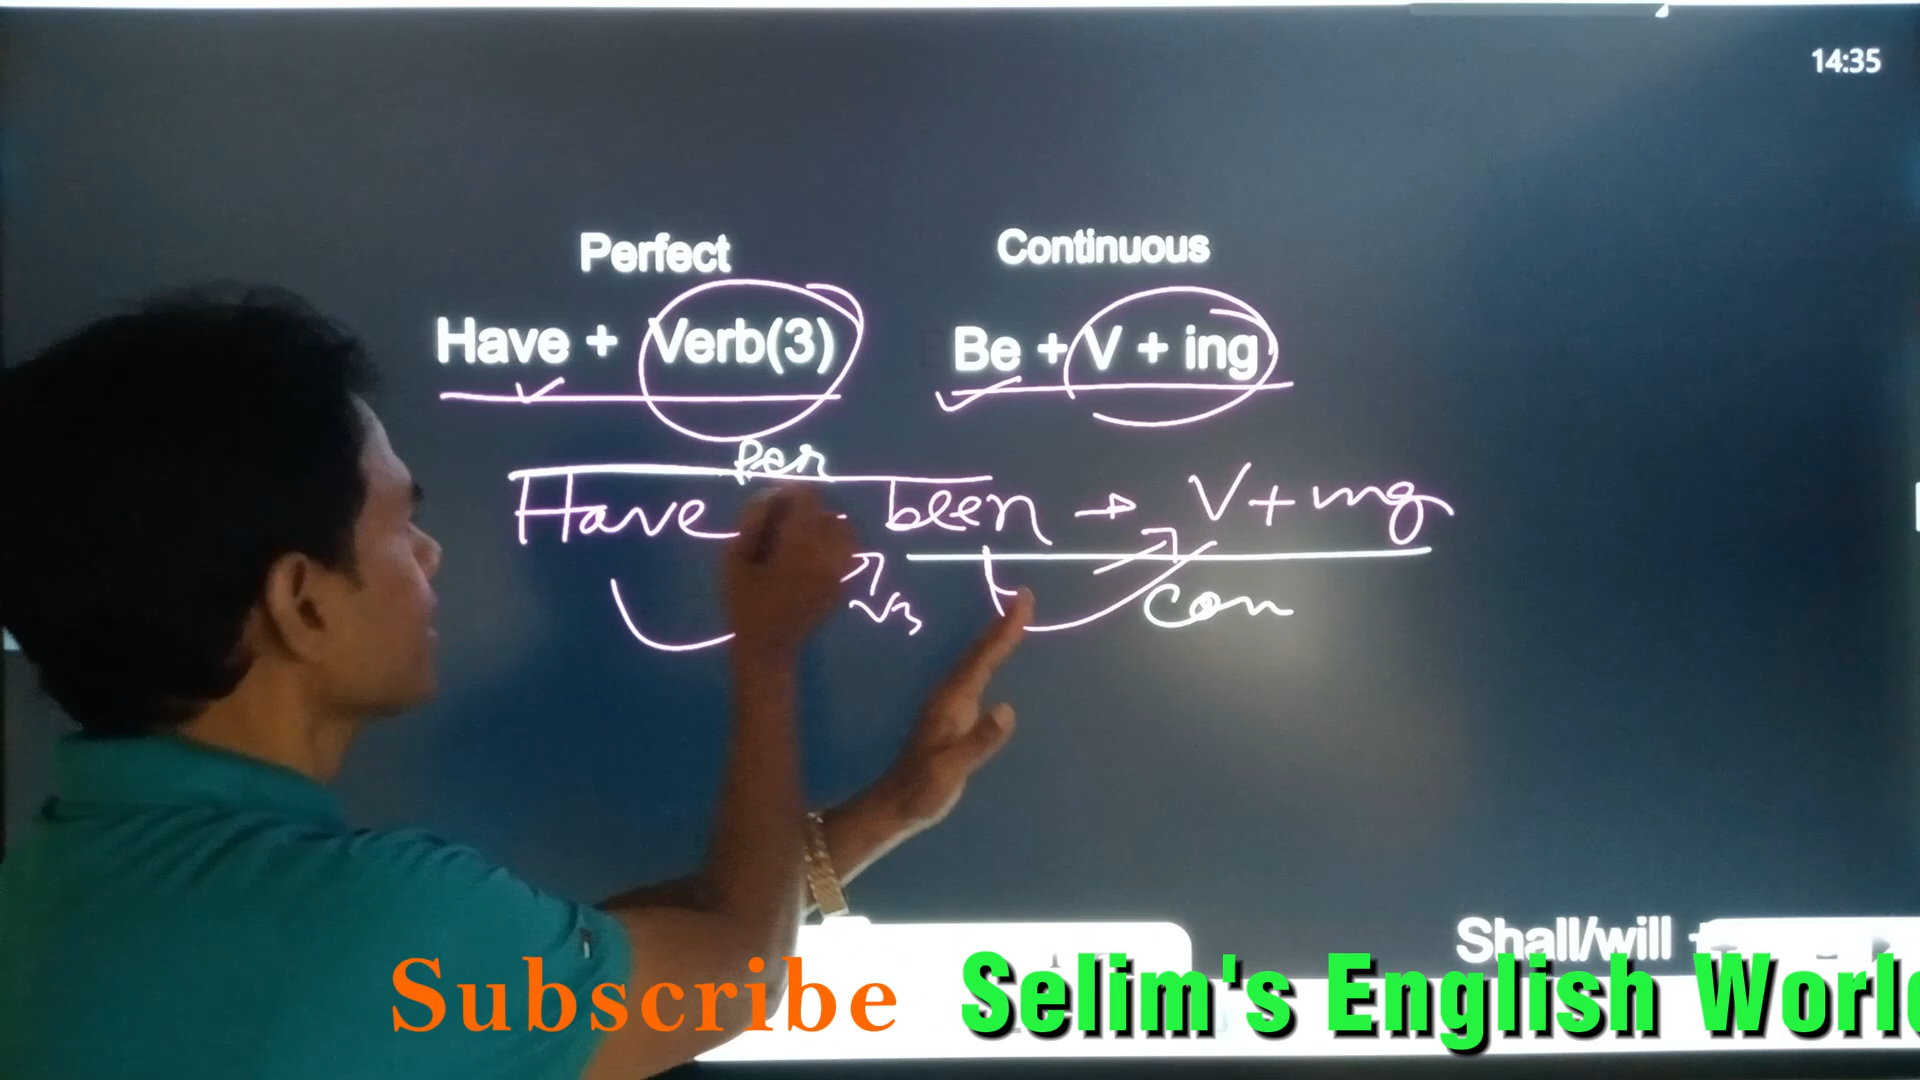 14:35
Perfect Continuous
Have + Verb(3) Be + V + ing
Per
Have been → V + ing
V3 Con
Shall/will +
Subscribe Selim's English World